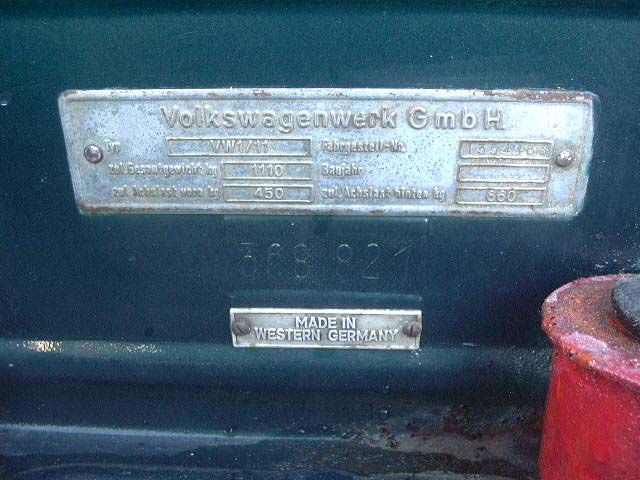 Volkswagenwerk GmbH
Typ VW1/11 Fahrgestell-Nr.
zul. Gesamtgewicht kg 1110 Baujahr
zul. Achslast vorn kg 450 zul. Achslast hinten kg 660
MADE IN
WESTERN GERMANY